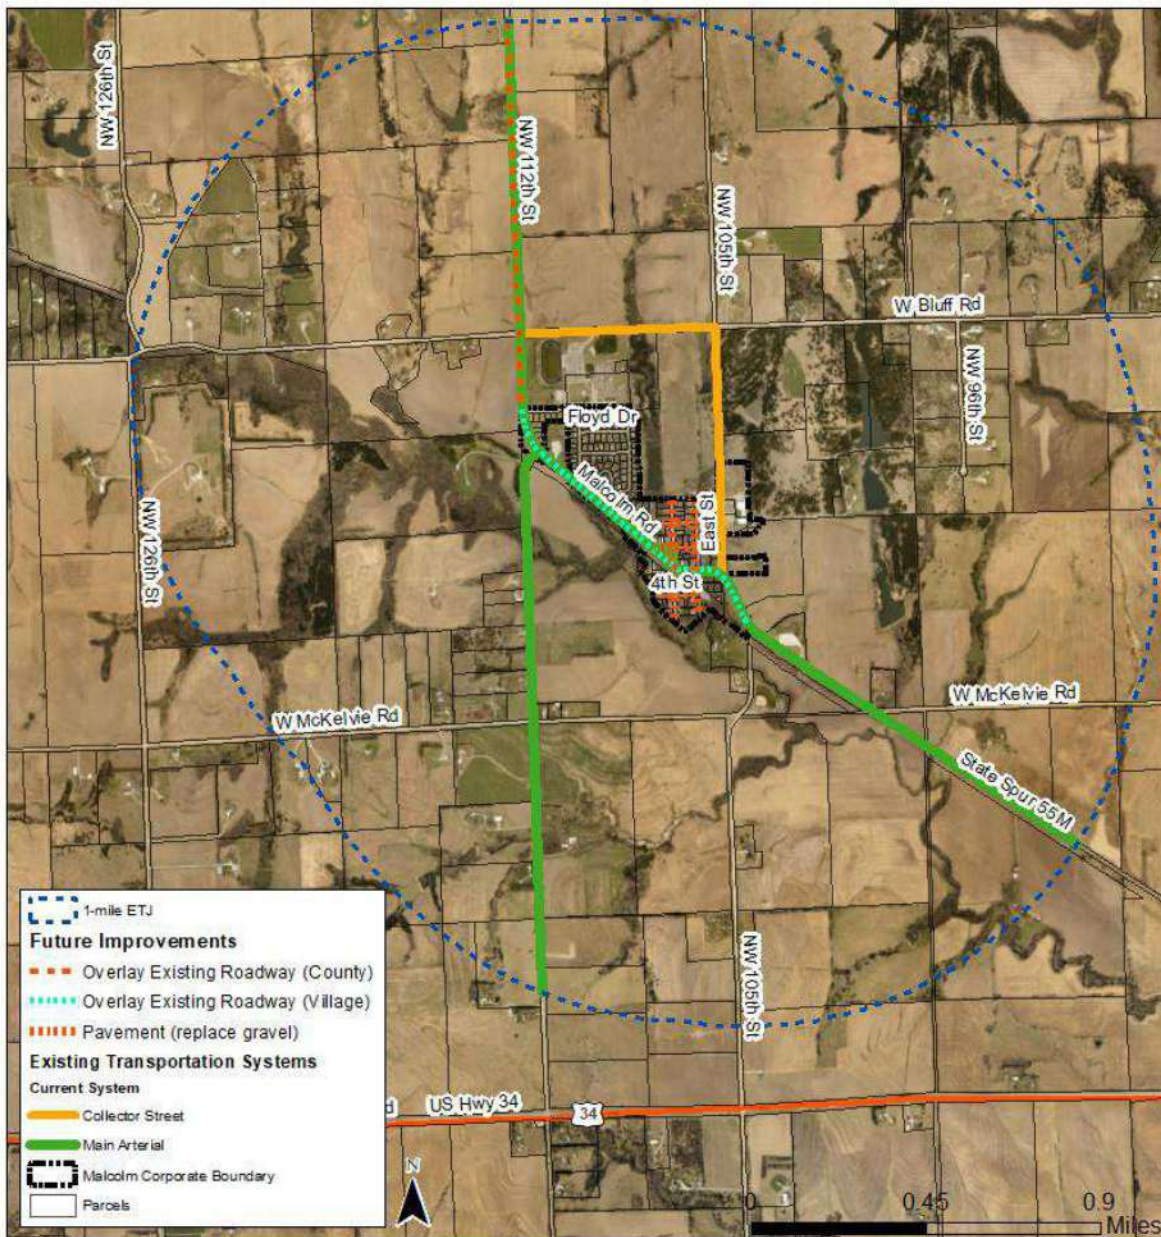 NW 126th St
NW 112th St
NW 105th St
W Bluff Rd
NW 96th St
Floyd Dr
Malcolm Rd
East St
4th St
NW 126th St
W McKelvie Rd
W McKelvie Rd
State Spur 55M
NW 105th St
1-mile ETJ
Future Improvements
Overlay Existing Roadway (County)
Overlay Existing Roadway (Village)
Pavement (replace gravel)
Existing Transportation Systems
Current System
Collector Street
Main Arterial
Malcolm Corporate Boundary
Parcels
d
US Hwy 34
34
N
0 0.45 0.9
Miles